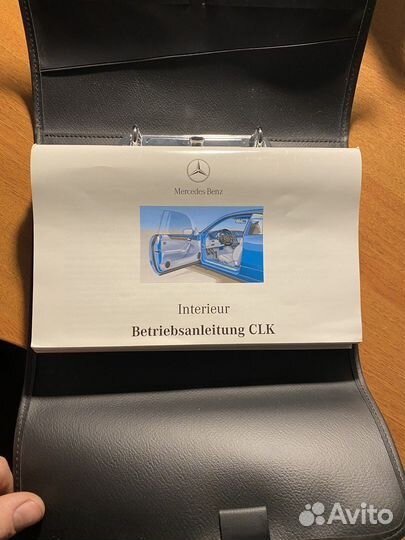 Mercedes-Benz
Interieur
Betriebsanleitung CLK
Avito